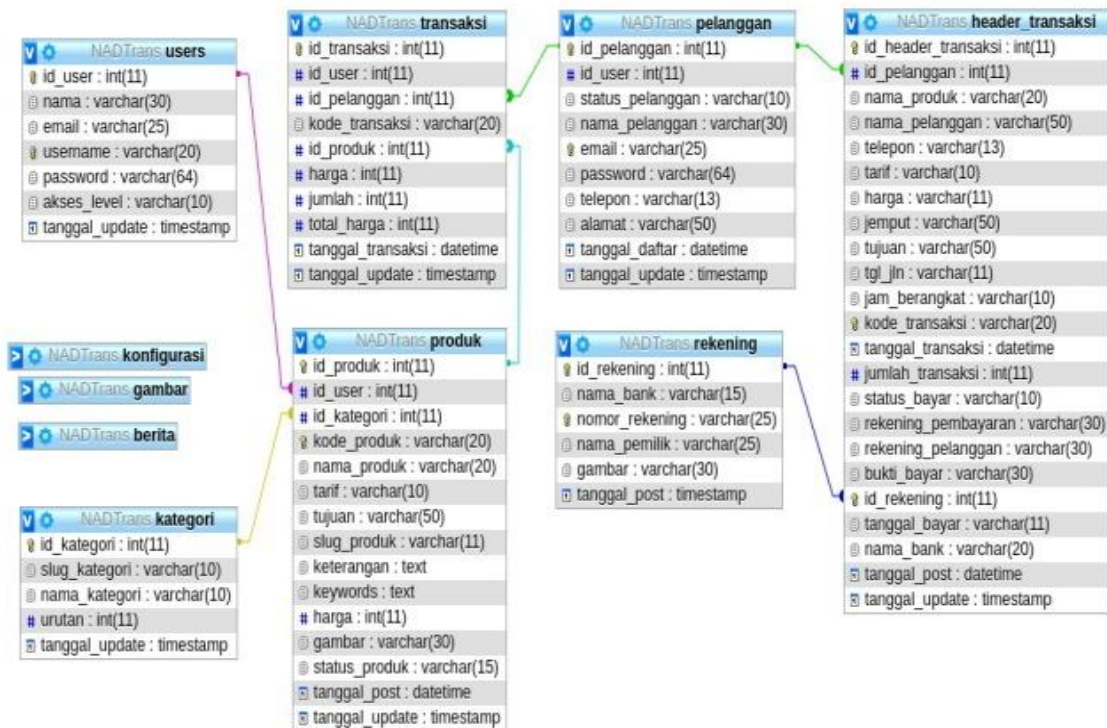 NADTrans users
id_user : int(11)
nama : varchar(30)
email : varchar(25)
username : varchar(20)
password : varchar(64)
akses_level : varchar(10)
tanggal_update : timestamp
NADTrans transaksi
id_transaksi : int(11)
id_user : int(11)
id_pelanggan : int(11)
kode_transaksi : varchar(20)
id_produk : int(11)
harga : int(11)
jumlah : int(11)
total_harga : int(11)
tanggal_transaksi : datetime
tanggal_update : timestamp
NADTrans pelanggan
id_pelanggan : int(11)
id_user : int(11)
status_pelanggan : varchar(10)
nama_pelanggan : varchar(30)
email : varchar(25)
password : varchar(64)
telepon : varchar(13)
alamat : varchar(50)
tanggal_daftar : datetime
tanggal_update : timestamp
NADTrans header_transaksi
id_header_transaksi : int(11)
id_pelanggan : int(11)
nama_produk : varchar(20)
nama_pelanggan : varchar(50)
telepon : varchar(13)
tarif : varchar(10)
harga : varchar(11)
jemput : varchar(50)
tujuan : varchar(50)
tgl_jln : varchar(11)
jam_berangkat : varchar(10)
kode_transaksi : varchar(20)
tanggal_transaksi : datetime
jumlah_transaksi : int(11)
status_bayar : varchar(10)
rekening_pembayaran : varchar(30)
rekening_pelanggan : varchar(30)
bukti_bayar : varchar(30)
id_rekening : int(11)
tanggal_bayar : varchar(11)
nama_bank : varchar(20)
tanggal_post : datetime
tanggal_update : timestamp
NADTrans konfigurasi
NADTrans gambar
NADTrans berita
NADTrans kategori
id_kategori : int(11)
slug_kategori : varchar(10)
nama_kategori : varchar(10)
urutan : int(11)
tanggal_update : timestamp
NADTrans produk
id_produk : int(11)
id_user : int(11)
id_kategori : int(11)
kode_produk : varchar(20)
nama_produk : varchar(20)
tarif : varchar(10)
tujuan : varchar(50)
slug_produk : varchar(11)
keterangan : text
keywords : text
harga : int(11)
gambar : varchar(30)
status_produk : varchar(15)
tanggal_post : datetime
tanggal_update : timestamp
NADTrans rekening
id_rekening : int(11)
nama_bank : varchar(15)
nomor_rekening : varchar(25)
nama_pemilik : varchar(25)
gambar : varchar(30)
tanggal_post : timestamp